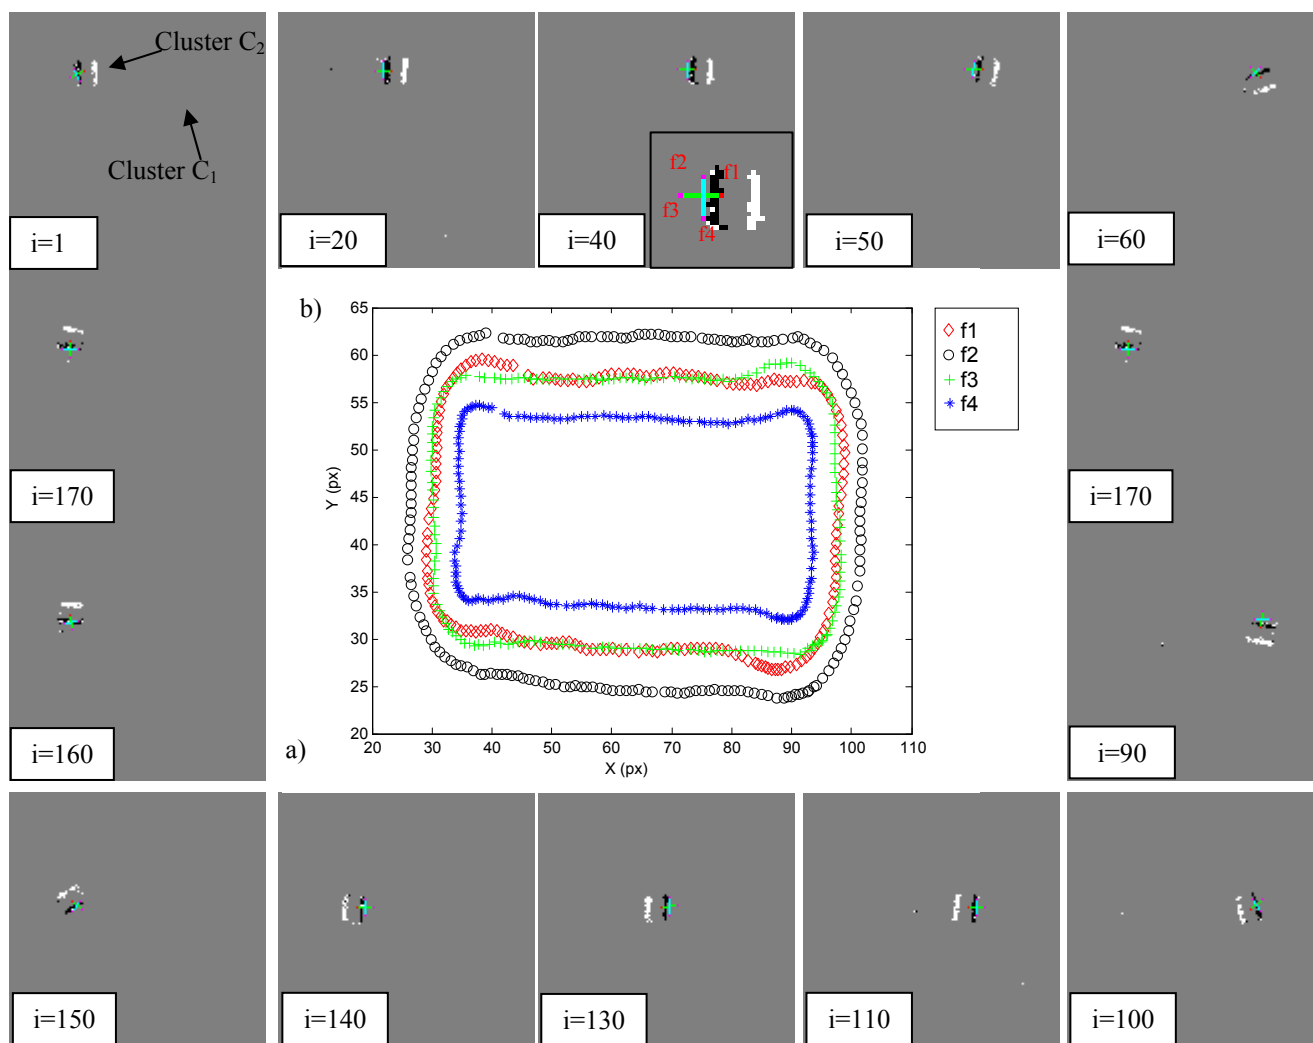 Cluster C₂
Cluster C₁
i=1
i=20
f2
f1
f3
f4
i=40
i=50
i=60
b)
65
60
55
50
45
40
35
30
25
20
Y (px)
20 30 40 50 60 70 80 90 100 110
X (px)
f1
f2
f3
f4
a)
i=170
i=170
i=160
i=90
i=150
i=140
i=130
i=110
i=100